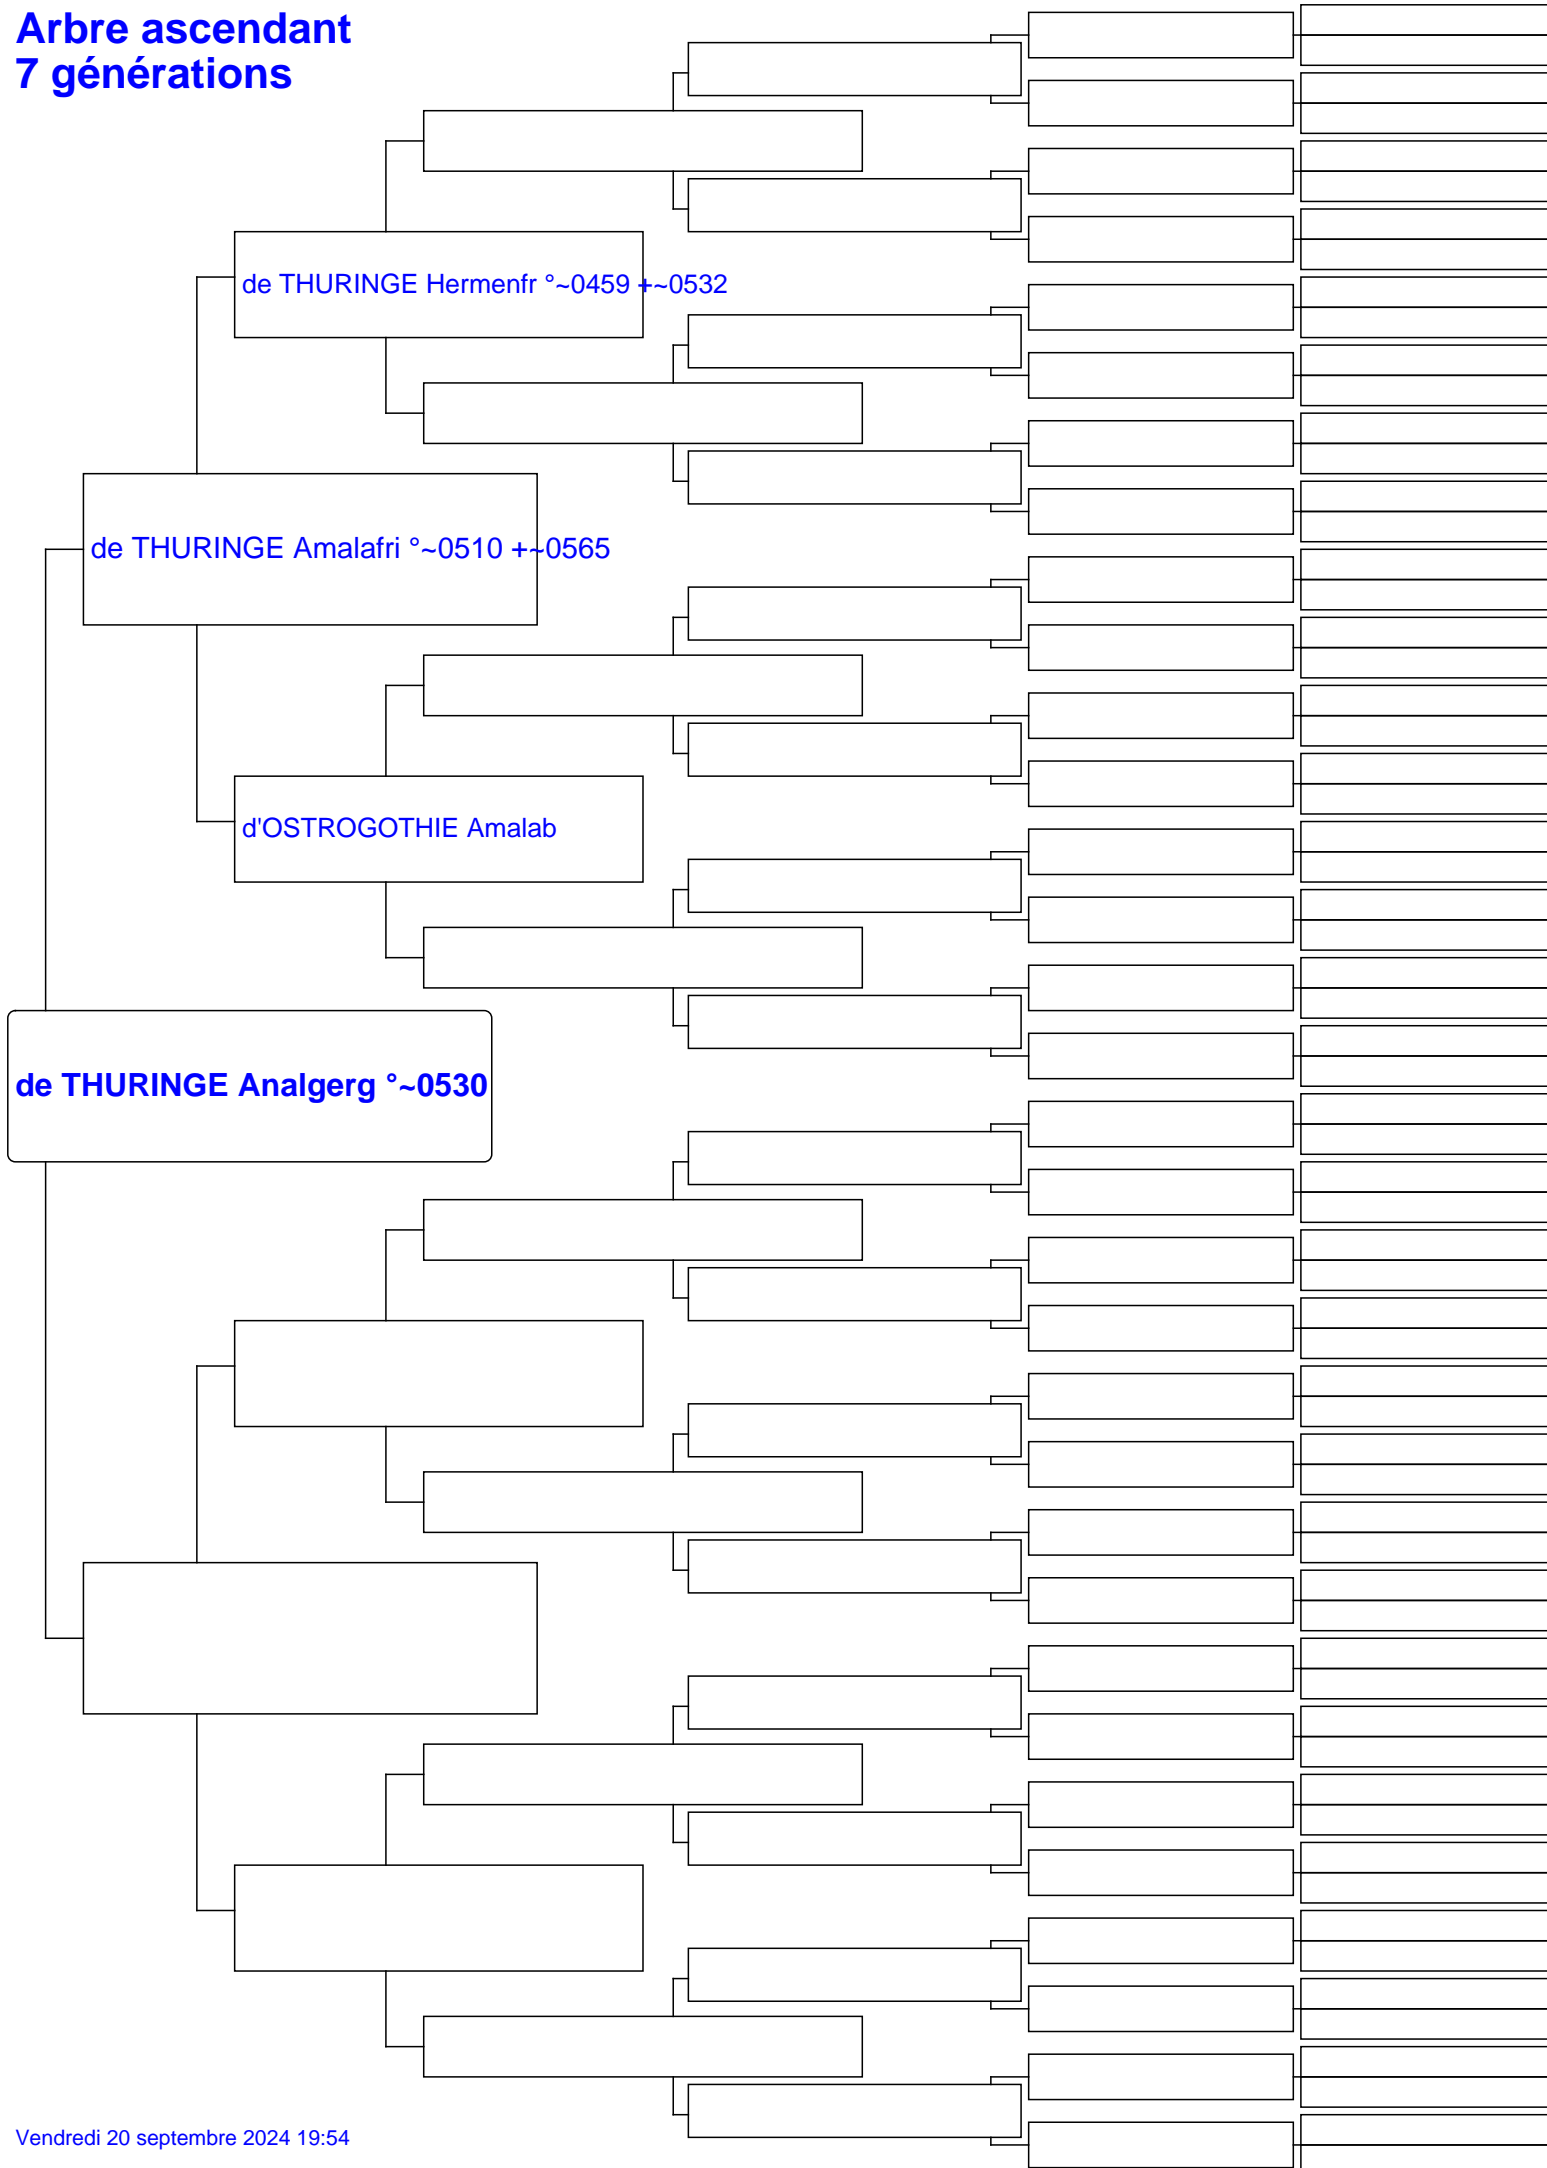 Arbre ascendant
7 générations
de THURINGE Hermenfr °~0459 +~0532
de THURINGE Amalafri °~0510 +~0565
d'OSTROGOTHIE Amalab
de THURINGE Analgerg °~0530
Vendredi 20 septembre 2024 19:54